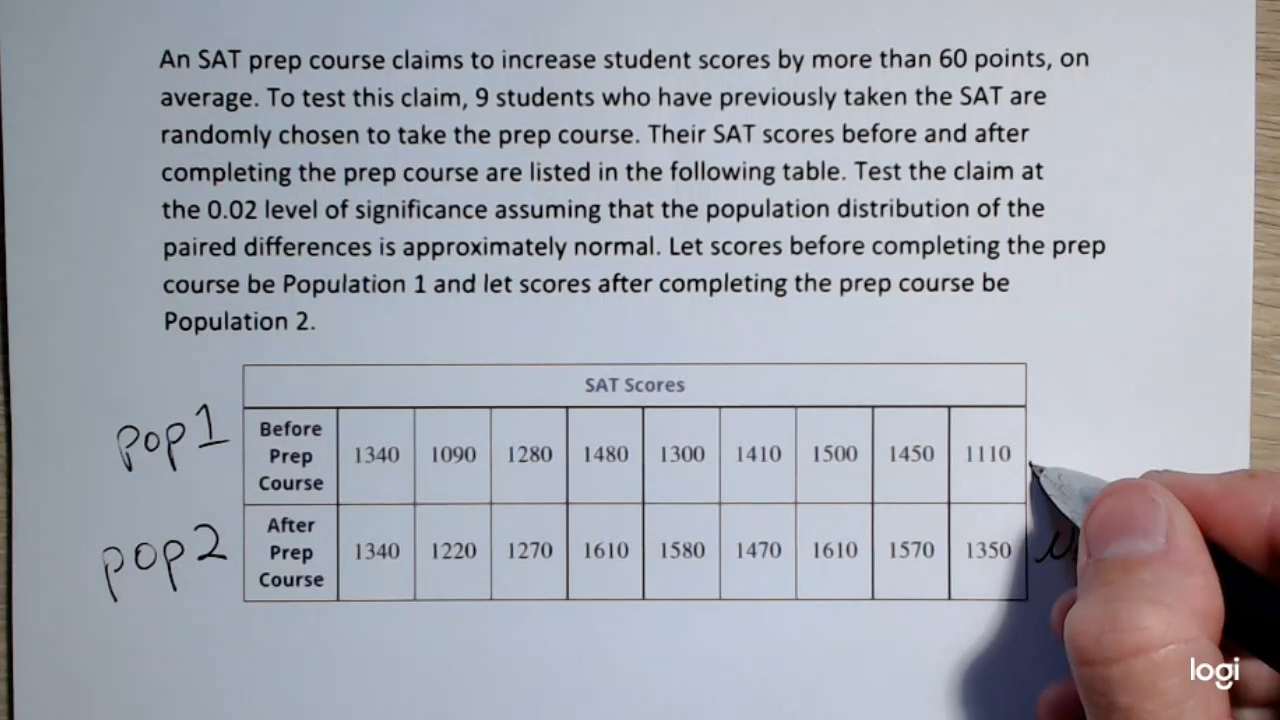 An SAT prep course claims to increase student scores by more than 60 points, on
average. To test this claim, 9 students who have previously taken the SAT are
randomly chosen to take the prep course. Their SAT scores before and after
completing the prep course are listed in the following table. Test the claim at
the 0.02 level of significance assuming that the population distribution of the
paired differences is approximately normal. Let scores before completing the prep
course be Population 1 and let scores after completing the prep course be
Population 2.
SAT Scores
pop 1
Before
Prep
Course
1340 1090 1280 1480 1300 1410 1500 1450 1110
pop 2
After
Prep
Course
1340 1220 1270 1610 1580 1470 1610 1570 1350
logi